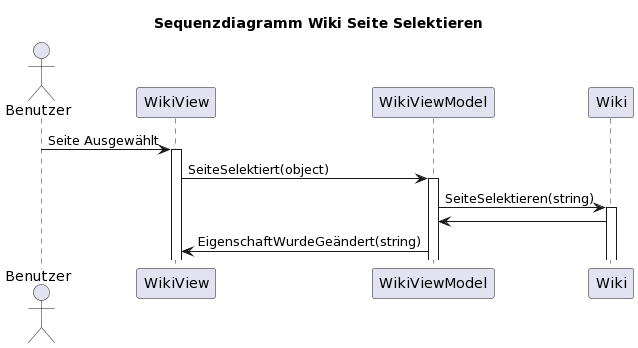 Sequenzdiagramm Wiki Seite Selektieren
Benutzer
WikiView
WikiViewModel
Wiki
Seite Ausgewählt
SeiteSelektiert(object)
SeiteSelektieren(string)
EigenschaftWurdeGeändert(string)
Benutzer
WikiView
WikiViewModel
Wiki